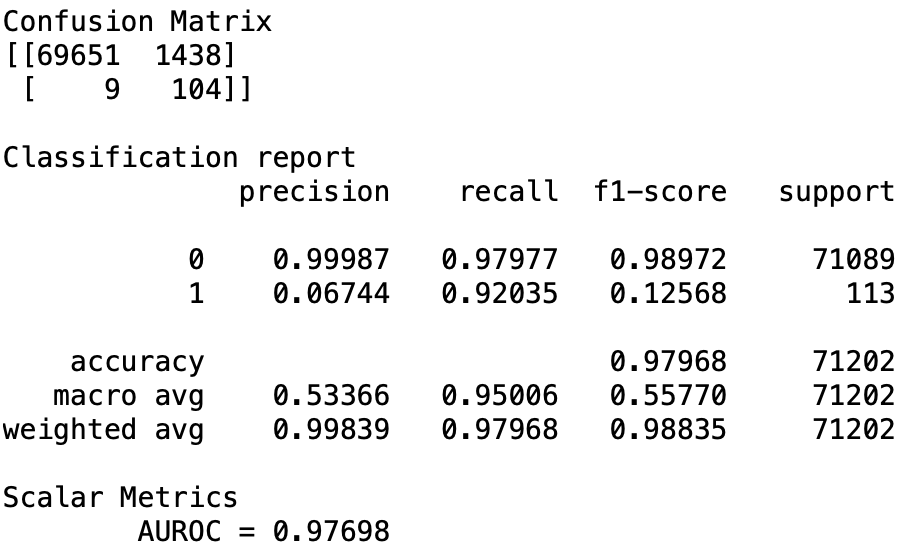 Confusion Matrix
[[69651  1438]
 [    9   104]]
Classification report
              precision    recall  f1-score   support
           0    0.99987   0.97977   0.98972     71089
           1    0.06744   0.92035   0.12568       113
    accuracy                        0.97968     71202
   macro avg    0.53366   0.95006   0.55770     71202
weighted avg    0.99839   0.97968   0.98835     71202
Scalar Metrics
        AUROC = 0.97698